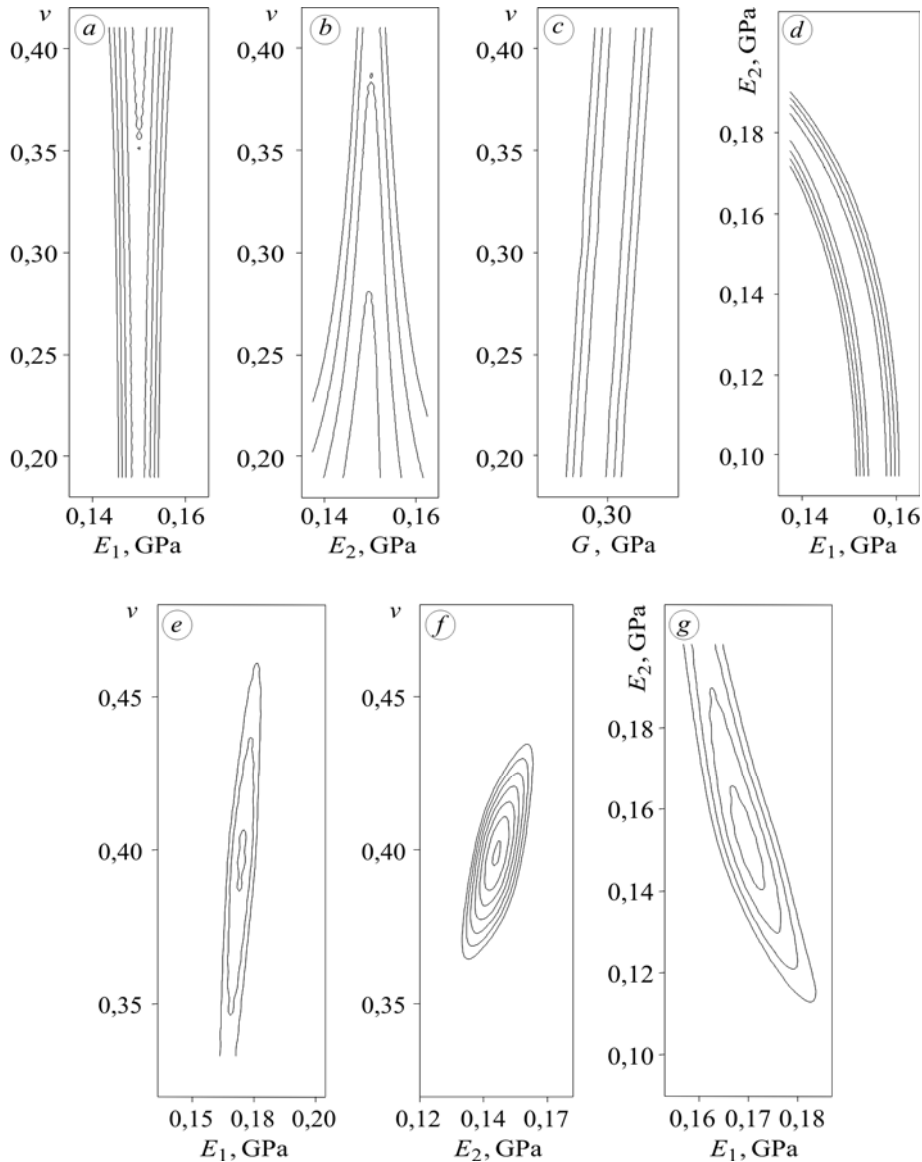 ν a ν b ν c d
0,40 0,40 0,40 E2, GPa 0,18
0,35 0,35 0,35 0,16
0,30 0,30 0,30 0,14
0,25 0,25 0,25 0,12
0,20 0,20 0,20 0,10
0,14 0,16 0,14 0,16 0,30 0,14 0,16
E1, GPa E2, GPa G, GPa E1, GPa
ν e ν f g
0,45 0,45 E2, GPa 0,18
0,40 0,40 0,16
0,35 0,35 0,14
0,12
0,10
0,15 0,18 0,20 0,12 0,14 0,17 0,16 0,17 0,18
E1, GPa E2, GPa E1, GPa